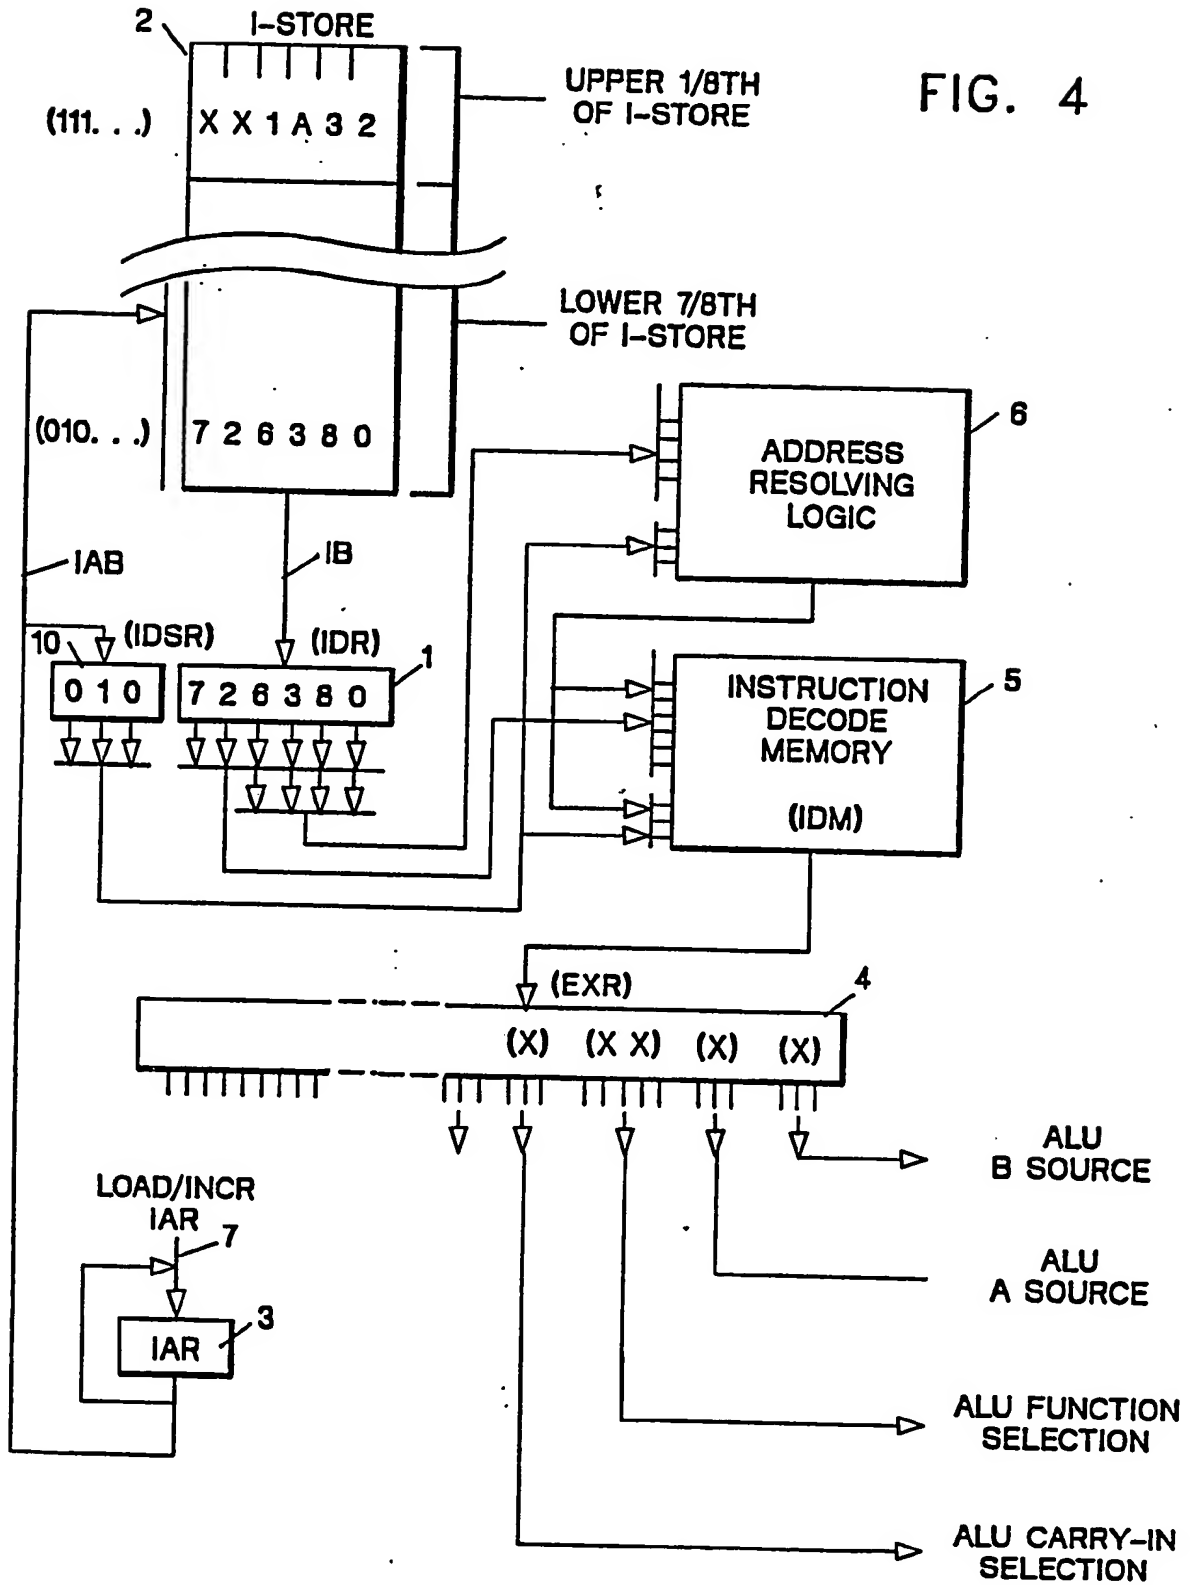 2
I-STORE
(111. . .)
X X 1 A 3 2
UPPER 1/8TH
OF I-STORE
FIG. 4
LOWER 7/8TH
OF I-STORE
(010. . .)
7 2 6 3 8 0
6
ADDRESS
RESOLVING
LOGIC
IAB
IB
10
(IDSR)
(IDR)
1
0 1 0
7 2 6 3 8 0
INSTRUCTION
DECODE
MEMORY
(IDM)
5
(EXR)
4
(X)
(X X)
(X)
(X)
ALU
B SOURCE
LOAD/INCR
IAR
7
ALU
A SOURCE
3
IAR
ALU FUNCTION
SELECTION
ALU CARRY-IN
SELECTION